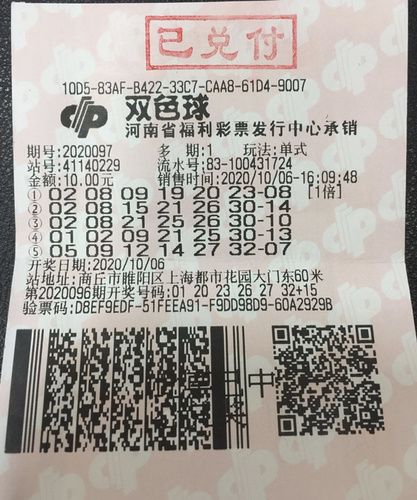 已兑付
10D5-83AF-B422-33C7-CAA8-61D4-9007
双色球
河南省福利彩票发行中心承销
期号:2020097 多期:1 玩法:单式
站号:41140229 流水号:83-100431724
金额:10.00元 销售时间:2020/10/06-16:09:48
① 02 08 09 19 20 23-08 [1倍]
② 02 08 15 21 26 30-14
③ 02 08 21 25 26 30-10
④ 01 02 09 21 25 30-13
⑤ 05 09 12 14 27 32-07
开奖日期:2020/10/06
站地址:商丘市睢阳区上海都市花园大门东60米
第2020096期开奖号码:01 20 23 26 27 32+15
验票码:D8EF9EDF-51FEEA91-F9DD98D9-60A2929B
中